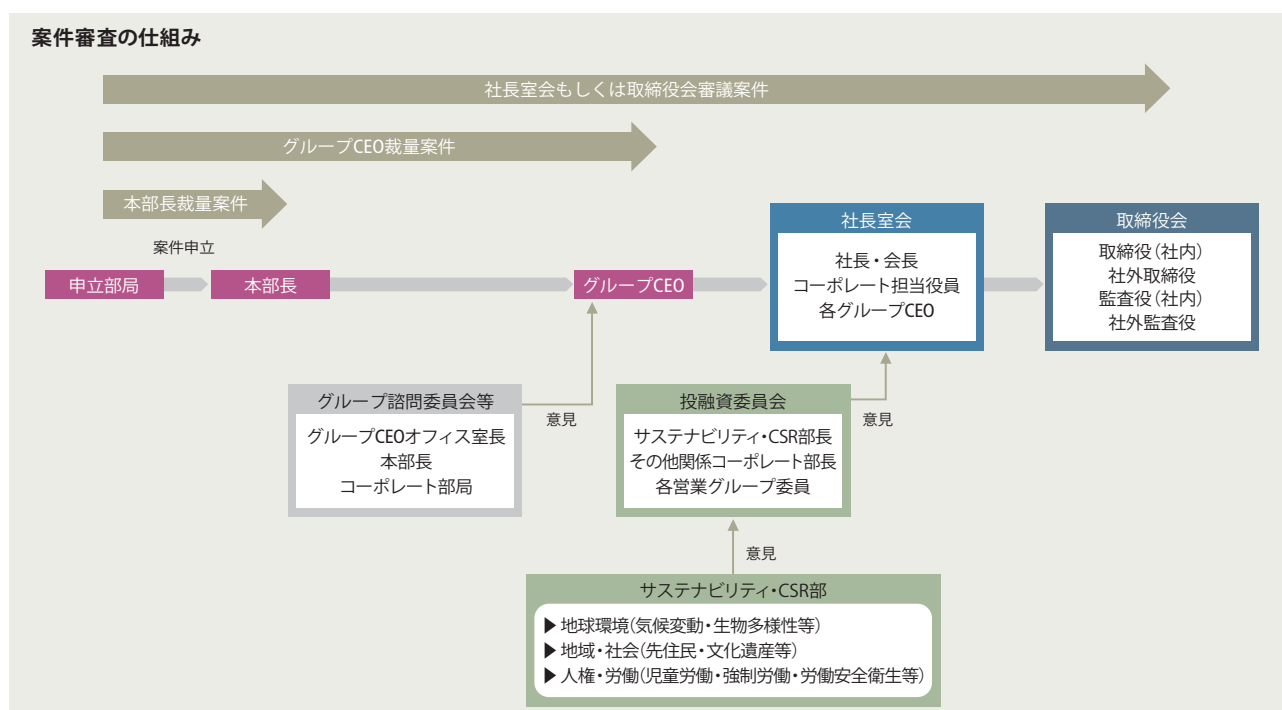 案件審査の仕組み
社長室会もしくは取締役会審議案件
グループCEO裁量案件
本部長裁量案件
案件申立
申立部局
本部長
グループCEO
社長室会
社長・会長
コーポレート担当役員
各グループCEO
取締役会
取締役（社内）
社外取締役
監査役（社内）
社外監査役
グループ諮問委員会等
グループCEOオフィス室長
本部長
コーポレート部局
意見
投融資委員会
サステナビリティ・CSR部長
その他関係コーポレート部長
各営業グループ委員
意見
意見
サステナビリティ・CSR部
▶ 地球環境（気候変動・生物多様性等）
▶ 地域・社会（先住民・文化遺産等）
▶ 人権・労働（児童労働・強制労働・労働安全衛生等）